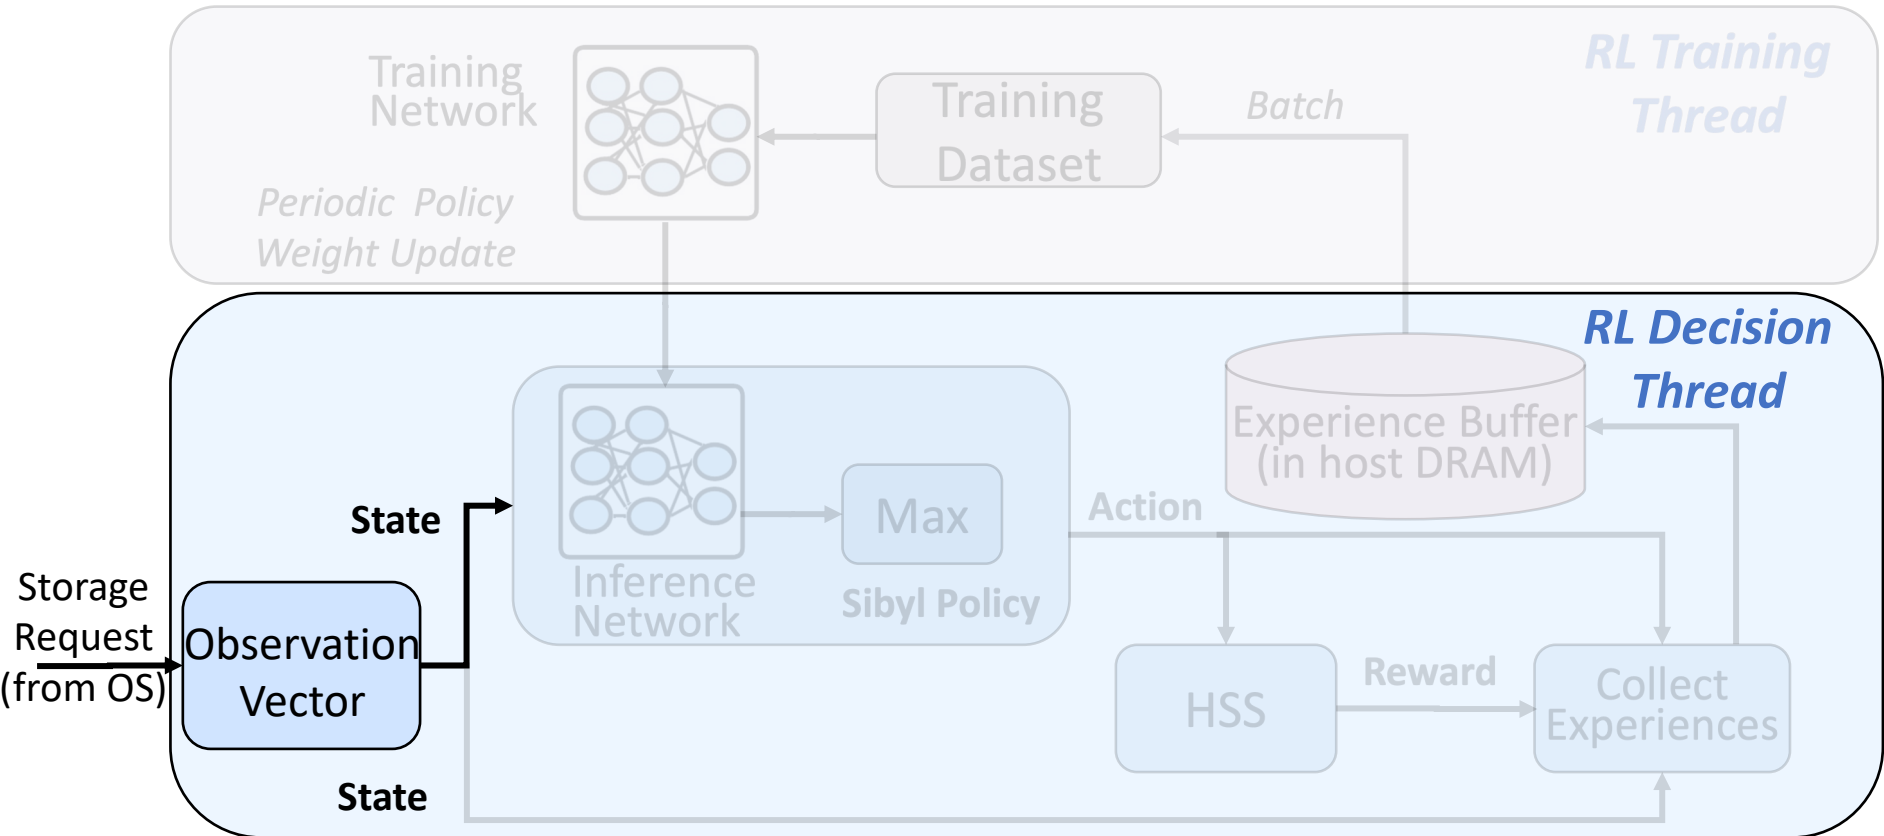 RL Training
Thread
Training
Network
Training
Dataset
Batch
Periodic Policy
Weight Update
RL Decision
Thread
Experience Buffer
(in host DRAM)
State
Max
Action
Inference
Network
Sibyl Policy
Storage
Request
(from OS)
Observation
Vector
HSS
Reward
Collect
Experiences
State